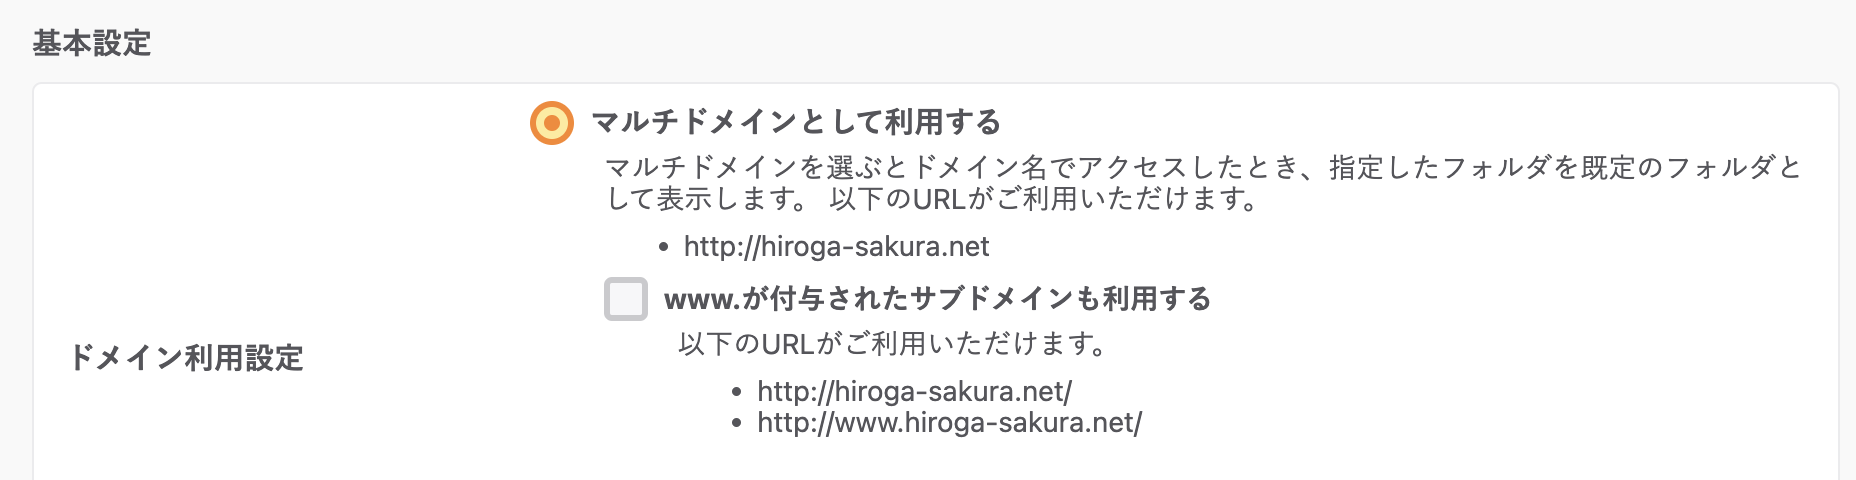 基本設定
マルチドメインとして利用する
マルチドメインを選ぶとドメイン名でアクセスしたとき、指定したフォルダを既定のフォルダと
して表示します。 以下のURLがご利用いただけます。
• http://hiroga-sakura.net
www.が付与されたサブドメインも利用する
以下のURLがご利用いただけます。
ドメイン利用設定
• http://hiroga-sakura.net/
• http://www.hiroga-sakura.net/